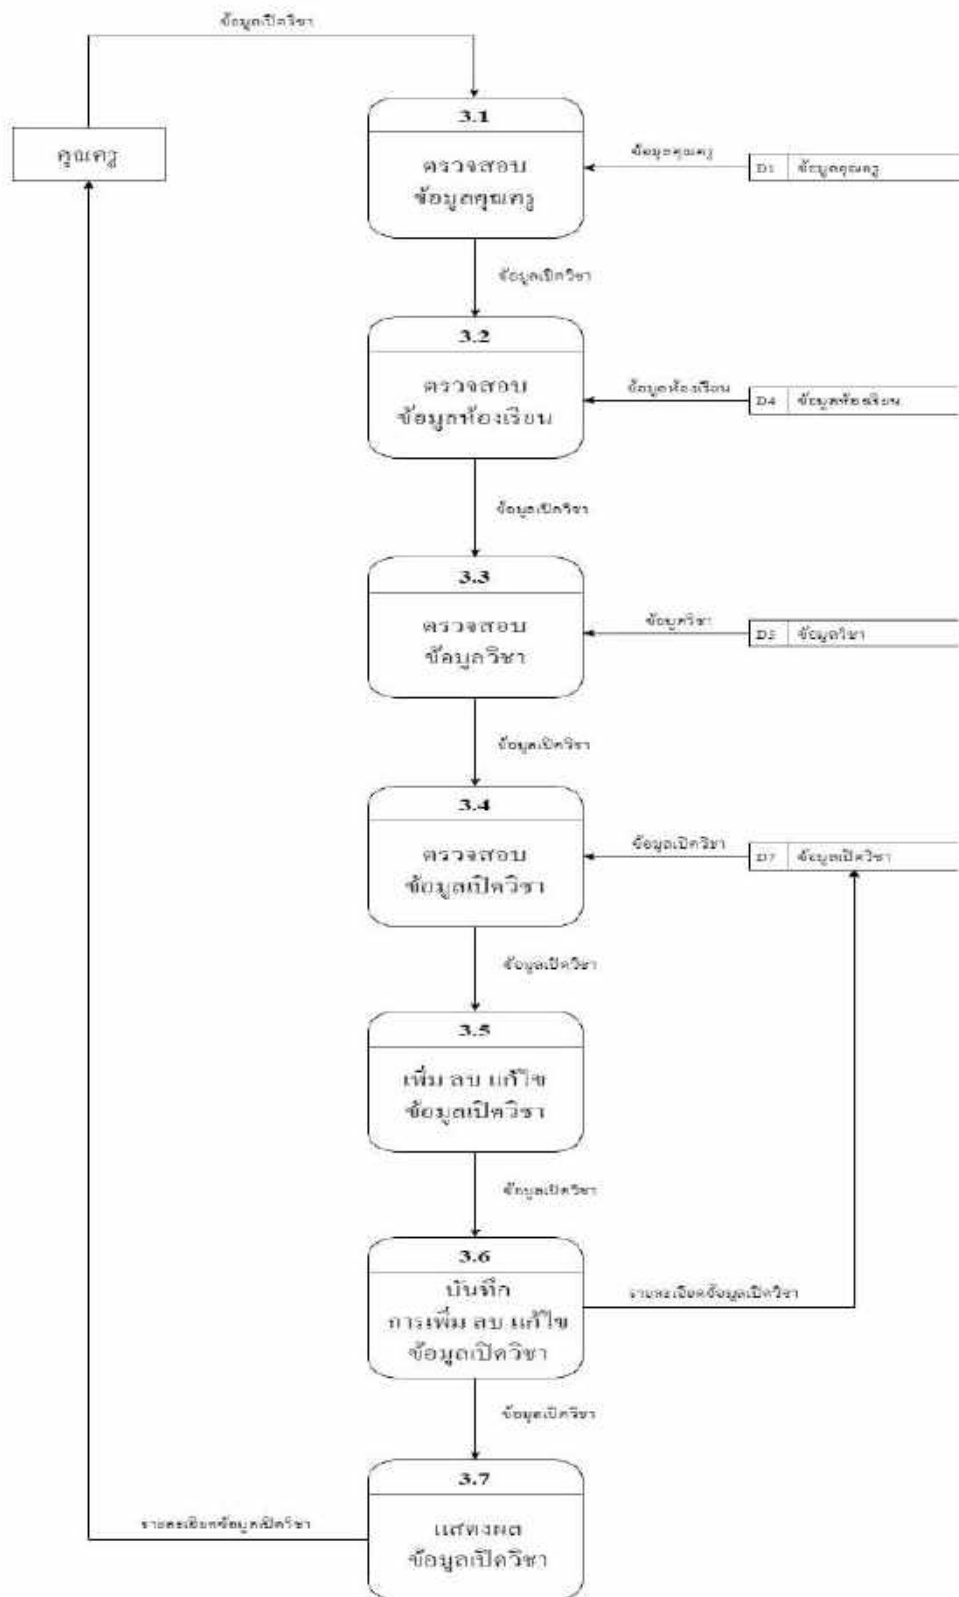 ข้อมูลเปิดวิชา
คุณครู
3.1
ตรวจสอบ
ข้อมูลคุณครู
ข้อมูลคุณครู
D1 ข้อมูลคุณครู
ข้อมูลเปิดวิชา
3.2
ตรวจสอบ
ข้อมูลห้องเรียน
ข้อมูลห้องเรียน
D4 ข้อมูลห้องเรียน
ข้อมูลเปิดวิชา
3.3
ตรวจสอบ
ข้อมูลวิชา
ข้อมูลวิชา
ข้อมูลวิชา
ข้อมูลเปิดวิชา
3.4
ตรวจสอบ
ข้อมูลเปิดวิชา
ข้อมูลเปิดวิชา
D7 ข้อมูลเปิดวิชา
ข้อมูลเปิดวิชา
3.5
เพิ่ม ลบ แก้ไข
ข้อมูลเปิดวิชา
ข้อมูลเปิดวิชา
3.6
บันทึก
การเพิ่ม ลบ แก้ไข
ข้อมูลเปิดวิชา
รายละเอียดข้อมูลเปิดวิชา
ข้อมูลเปิดวิชา
3.7
แสดงผล
ข้อมูลเปิดวิชา
รายละเอียดข้อมูลเปิดวิชา